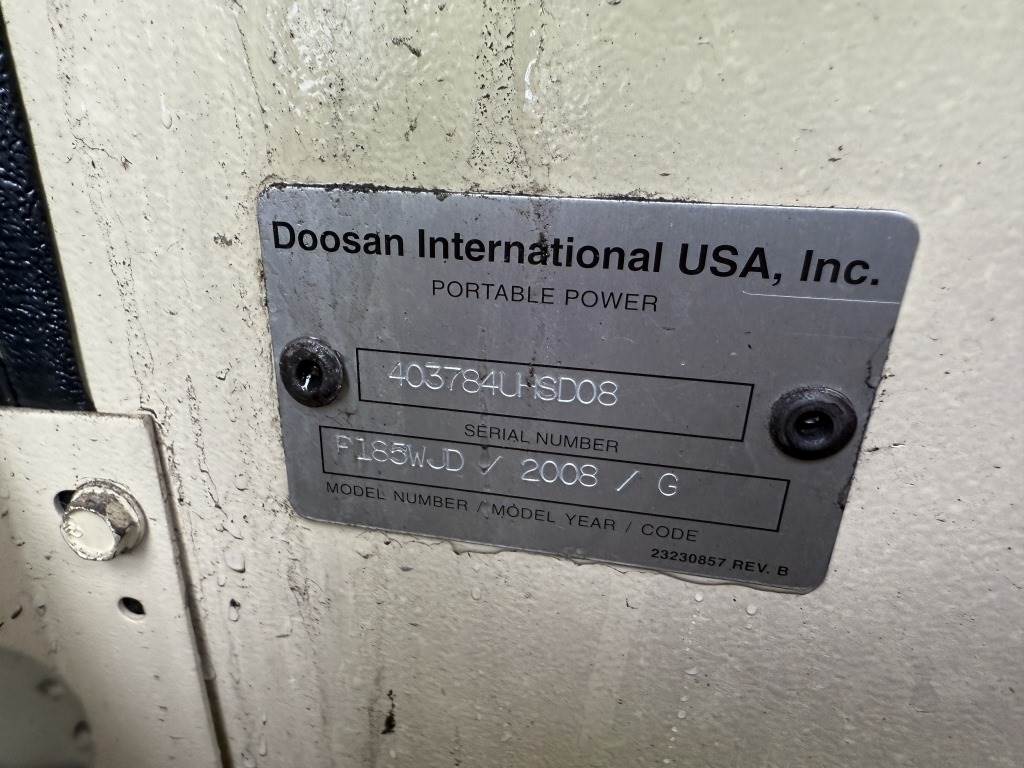 Doosan International USA, Inc.
PORTABLE POWER
403784UHSD08
SERIAL NUMBER
P185WJD / 2008 / G
MODEL NUMBER / MODEL YEAR / CODE
23230857 REV. B